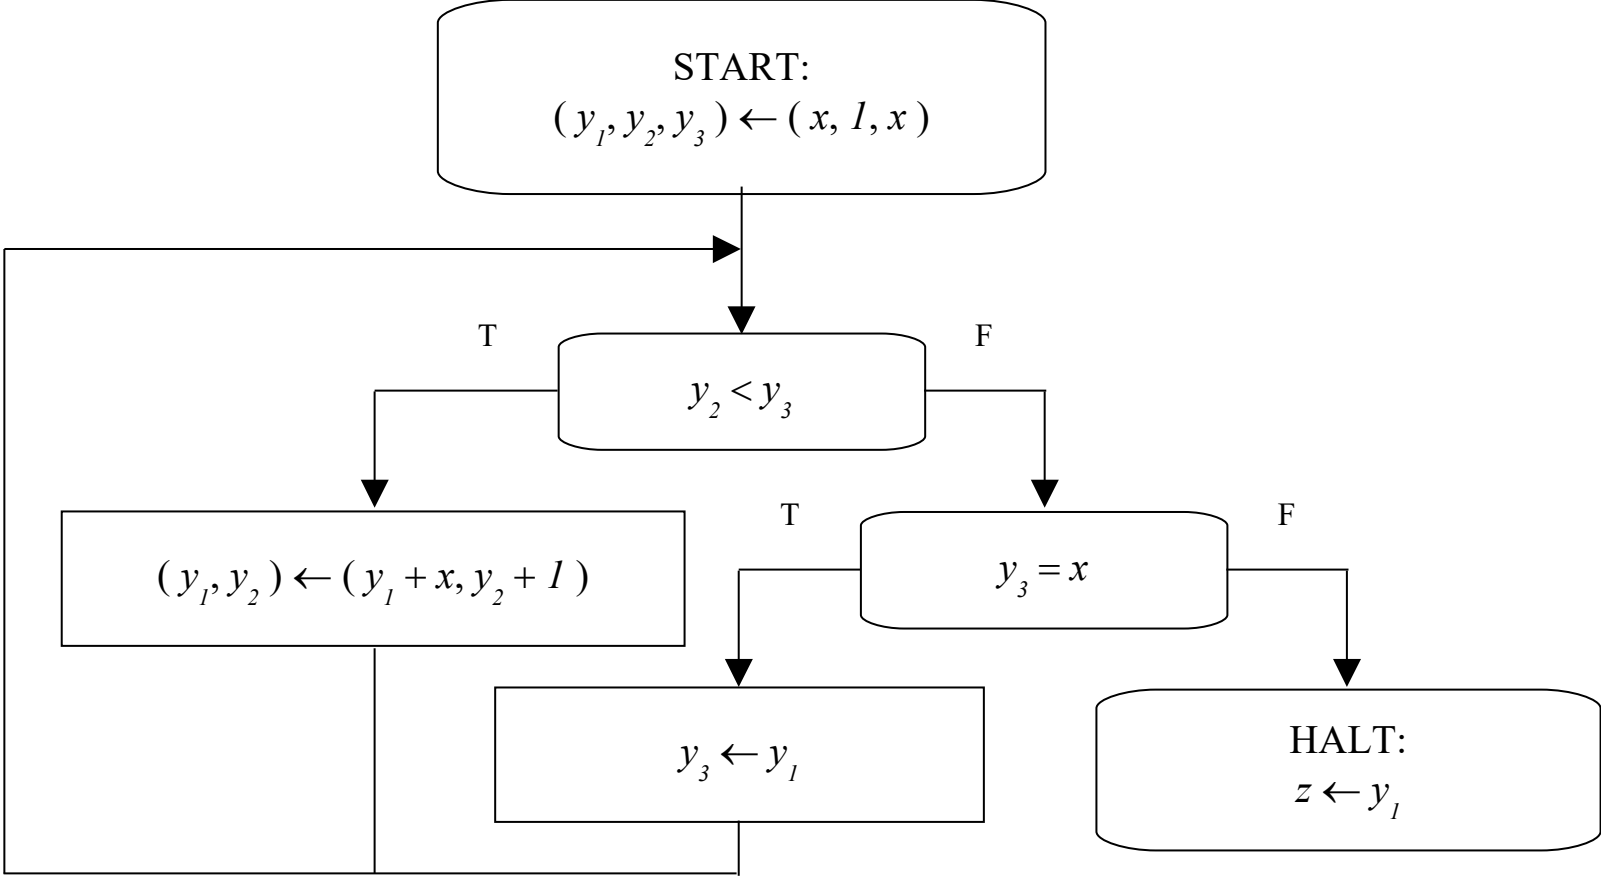 START:
( y₁, y₂, y₃ ) ← ( x, 1, x )
T
F
y₂ < y₃
T
F
( y₁, y₂ ) ← ( y₁ + x, y₂ + 1 )
y₃ = x
y₃ ← y₁
HALT:
z ← y₁